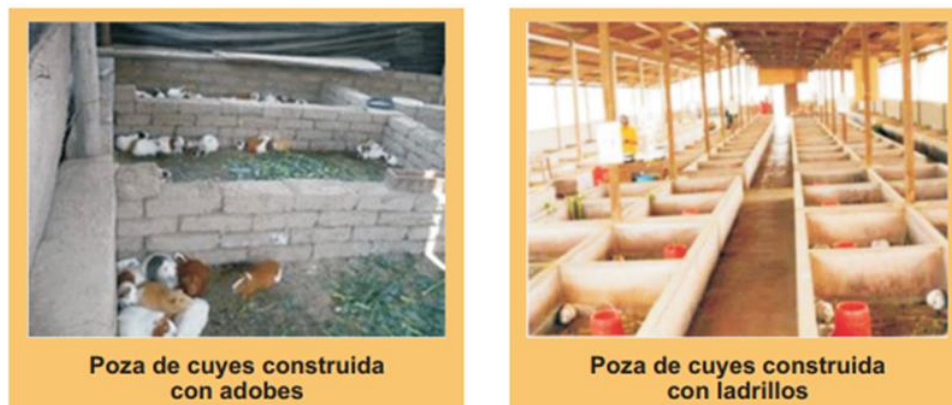 Poza de cuyes construida
con adobes
Poza de cuyes construida
con ladrillos